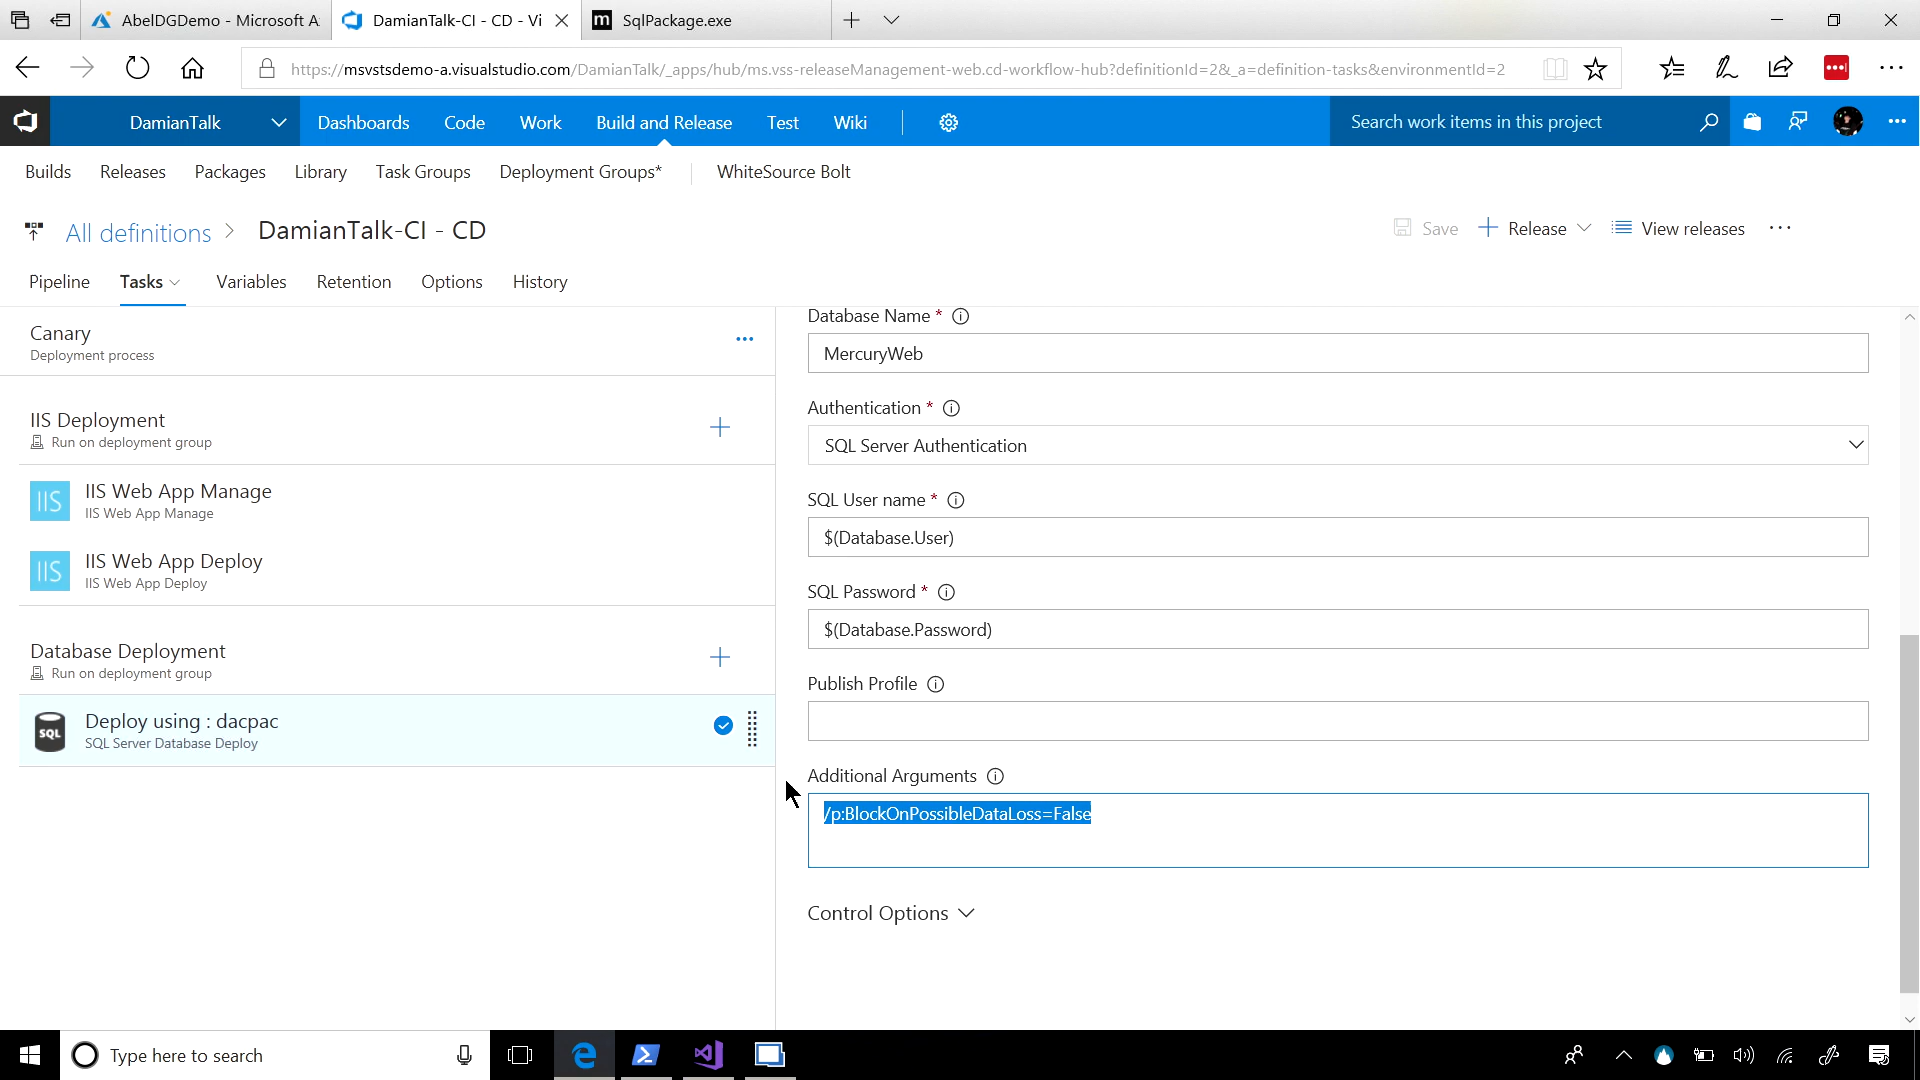 AbelDGDemo - Microsoft A
DamianTalk-CI - CD - Vi
m SqlPackage.exe
https://msvstsdemo-a.visualstudio.com/DamianTalk/_apps/hub/ms.vss-releaseManagement-web.cd-workflow-hub?definitionId=2&_a=definition-tasks&environmentId=2
DamianTalk
Dashboards
Code
Work
Build and Release
Test
Wiki
Search work items in this project
Builds
Releases
Packages
Library
Task Groups
Deployment Groups*
WhiteSource Bolt
All definitions > DamianTalk-CI - CD
Save
Release
View releases
Pipeline
Tasks
Variables
Retention
Options
History
Canary
Deployment process
IIS Deployment
Run on deployment group
IIS
IIS Web App Manage
IIS Web App Manage
IIS
IIS Web App Deploy
IIS Web App Deploy
Database Deployment
Run on deployment group
SQL
Deploy using : dacpac
SQL Server Database Deploy
Database Name *
MercuryWeb
Authentication *
SQL Server Authentication
SQL User name *
$(Database.User)
SQL Password *
$(Database.Password)
Publish Profile
Additional Arguments
/p:BlockOnPossibleDataLoss=False
Control Options
Type here to search